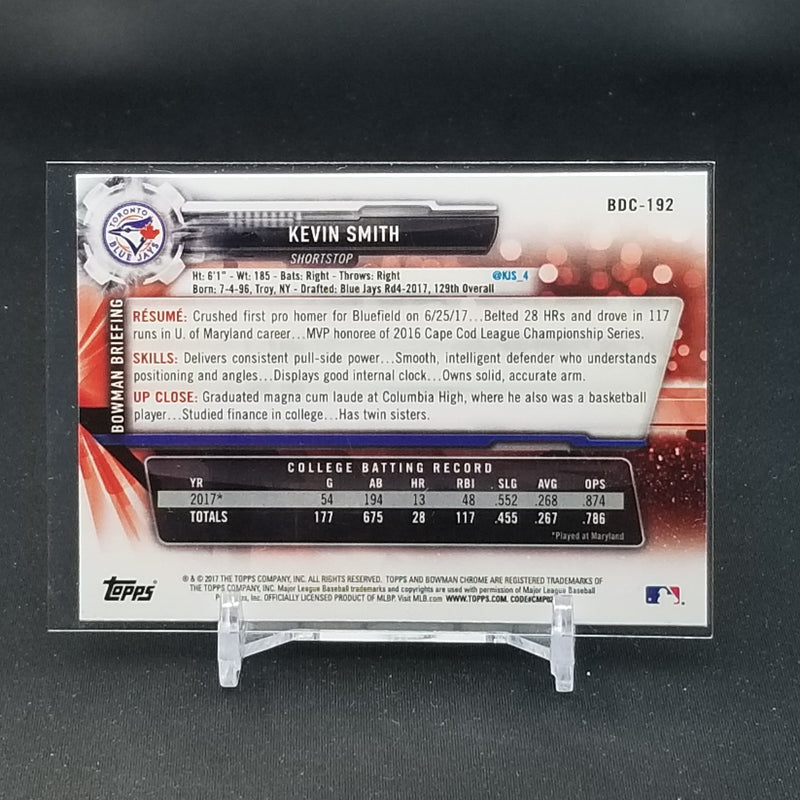 TORONTO
BLUE JAYS
BDC-192
KEVIN SMITH
SHORTSTOP
Ht: 6'1" - Wt: 185 - Bats: Right - Throws: Right
@KJS_4
Born: 7-4-96, Troy, NY - Drafted: Blue Jays Rd4-2017, 129th Overall
BOWMAN BRIEFING
RÉSUMÉ: Crushed first pro homer for Bluefield on 6/25/17...Belted 28 HRs and drove in 117
runs in U. of Maryland career...MVP honoree of 2016 Cape Cod League Championship Series.
SKILLS: Delivers consistent pull-side power...Smooth, intelligent defender who understands
positioning and angles...Displays good internal clock...Owns solid, accurate arm.
UP CLOSE: Graduated magna cum laude at Columbia High, where he also was a basketball
player...Studied finance in college...Has twin sisters.
COLLEGE BATTING RECORD
YR G AB HR RBI SLG AVG OPS
2017* 54 194 13 48 .552 .268 .874
TOTALS 177 675 28 117 .455 .267 .786
*Played at Maryland
topps
® & © 2017 THE TOPPS COMPANY, INC. ALL RIGHTS RESERVED. TOPPS AND BOWMAN CHROME ARE REGISTERED TRADEMARKS OF
THE TOPPS COMPANY, INC. Major League Baseball trademarks and copyrights are used with permission of Major League Baseball
Inc. OFFICIALLY LICENSED PRODUCT OF MLBP. Visit MLB.com WWW.TOPPS.COM.